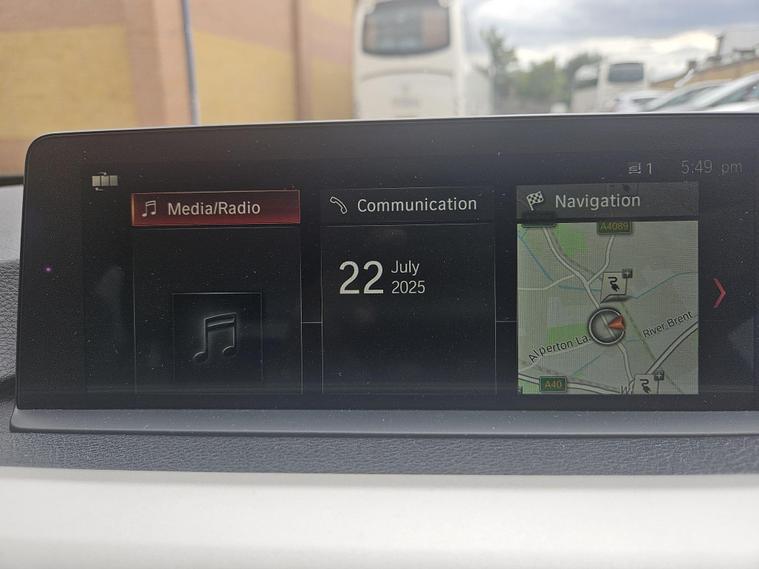 1 5:49 pm
Media/Radio
Communication
Navigation
22 July
2025
A4089
Alperton La
River Brent
A40
W